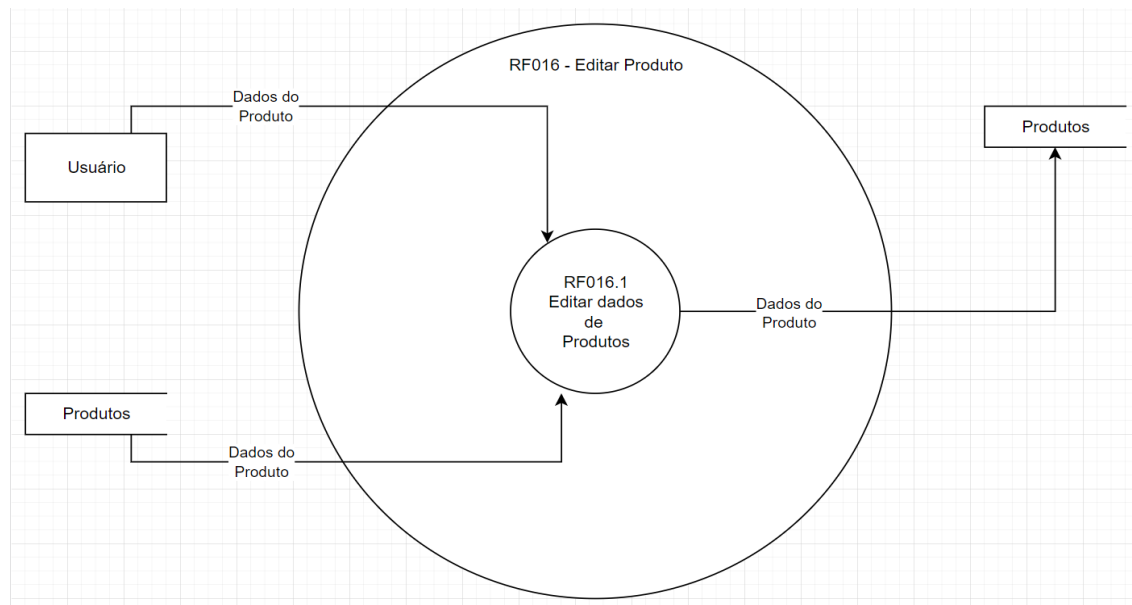 RF016 - Editar Produto
Dados do
Produto
Usuário
Produtos
RF016.1
Editar dados
de
Produtos
Dados do
Produto
Produtos
Dados do
Produto